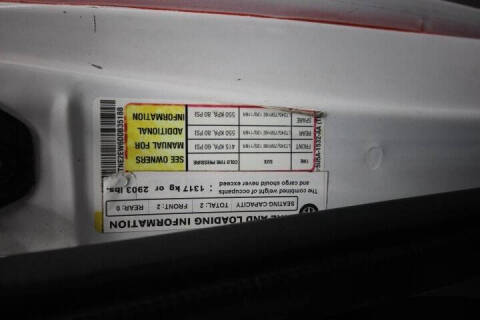 TIRE AND LOADING INFORMATION
SEATING CAPACITY TOTAL: 2 FRONT: 2 REAR: 0
The combined weight of occupants
and cargo should never exceed : 1317 kg or 2903 lbs.
TIRE SIZE COLD TIRE PRESSURE
FRONT 415 KPA, 60 PSI
REAR 550 KPA, 80 PSI
SPARE 550 KPA, 80 PSI
SEE OWNERS
MANUAL FOR
ADDITIONAL
INFORMATION